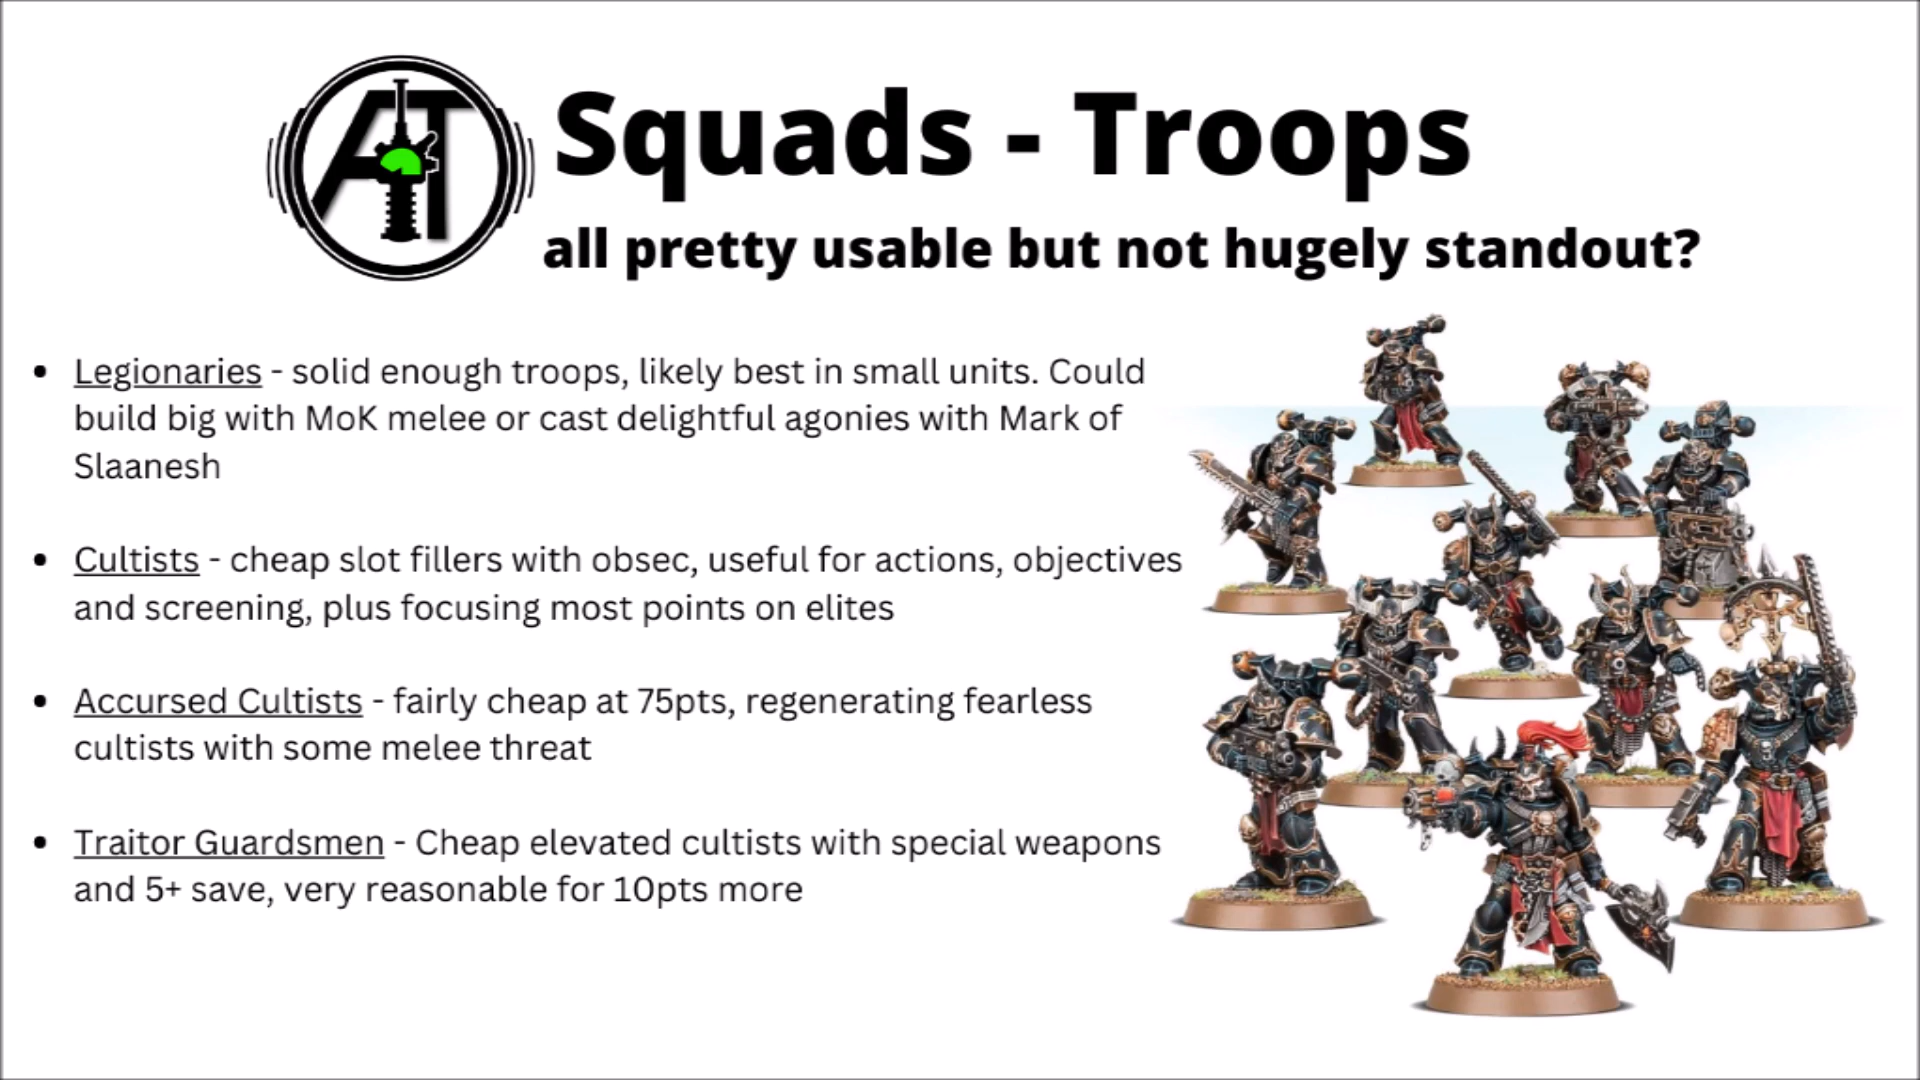 AT
Squads - Troops
all pretty usable but not hugely standout?
• Legionaries - solid enough troops, likely best in small units. Could
build big with MoK melee or cast delightful agonies with Mark of
Slaanesh
• Cultists - cheap slot fillers with obsec, useful for actions, objectives
and screening, plus focusing most points on elites
• Accursed Cultists - fairly cheap at 75pts, regenerating fearless
cultists with some melee threat
• Traitor Guardsmen - Cheap elevated cultists with special weapons
and 5+ save, very reasonable for 10pts more